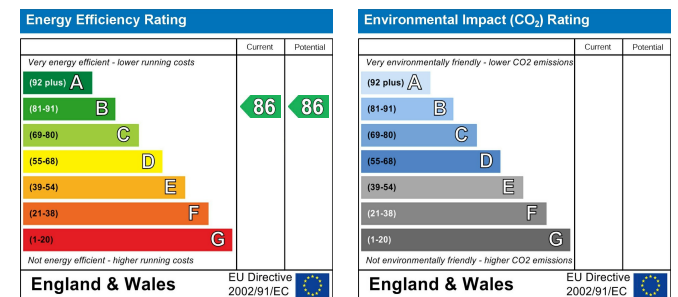 Energy Efficiency Rating
Current Potential
Very energy efficient - lower running costs
(92 plus) A
(81-91) B 86 86
(69-80) C
(55-68) D
(39-54) E
(21-38) F
(1-20) G
Not energy efficient - higher running costs
England & Wales
EU Directive
2002/91/EC
Environmental Impact (CO₂) Rating
Current Potential
Very environmentally friendly - lower CO2 emissions
(92 plus) A
(81-91) B
(69-80) C
(55-68) D
(39-54) E
(21-38) F
(1-20) G
Not environmentally friendly - higher CO2 emissions
England & Wales
EU Directive
2002/91/EC